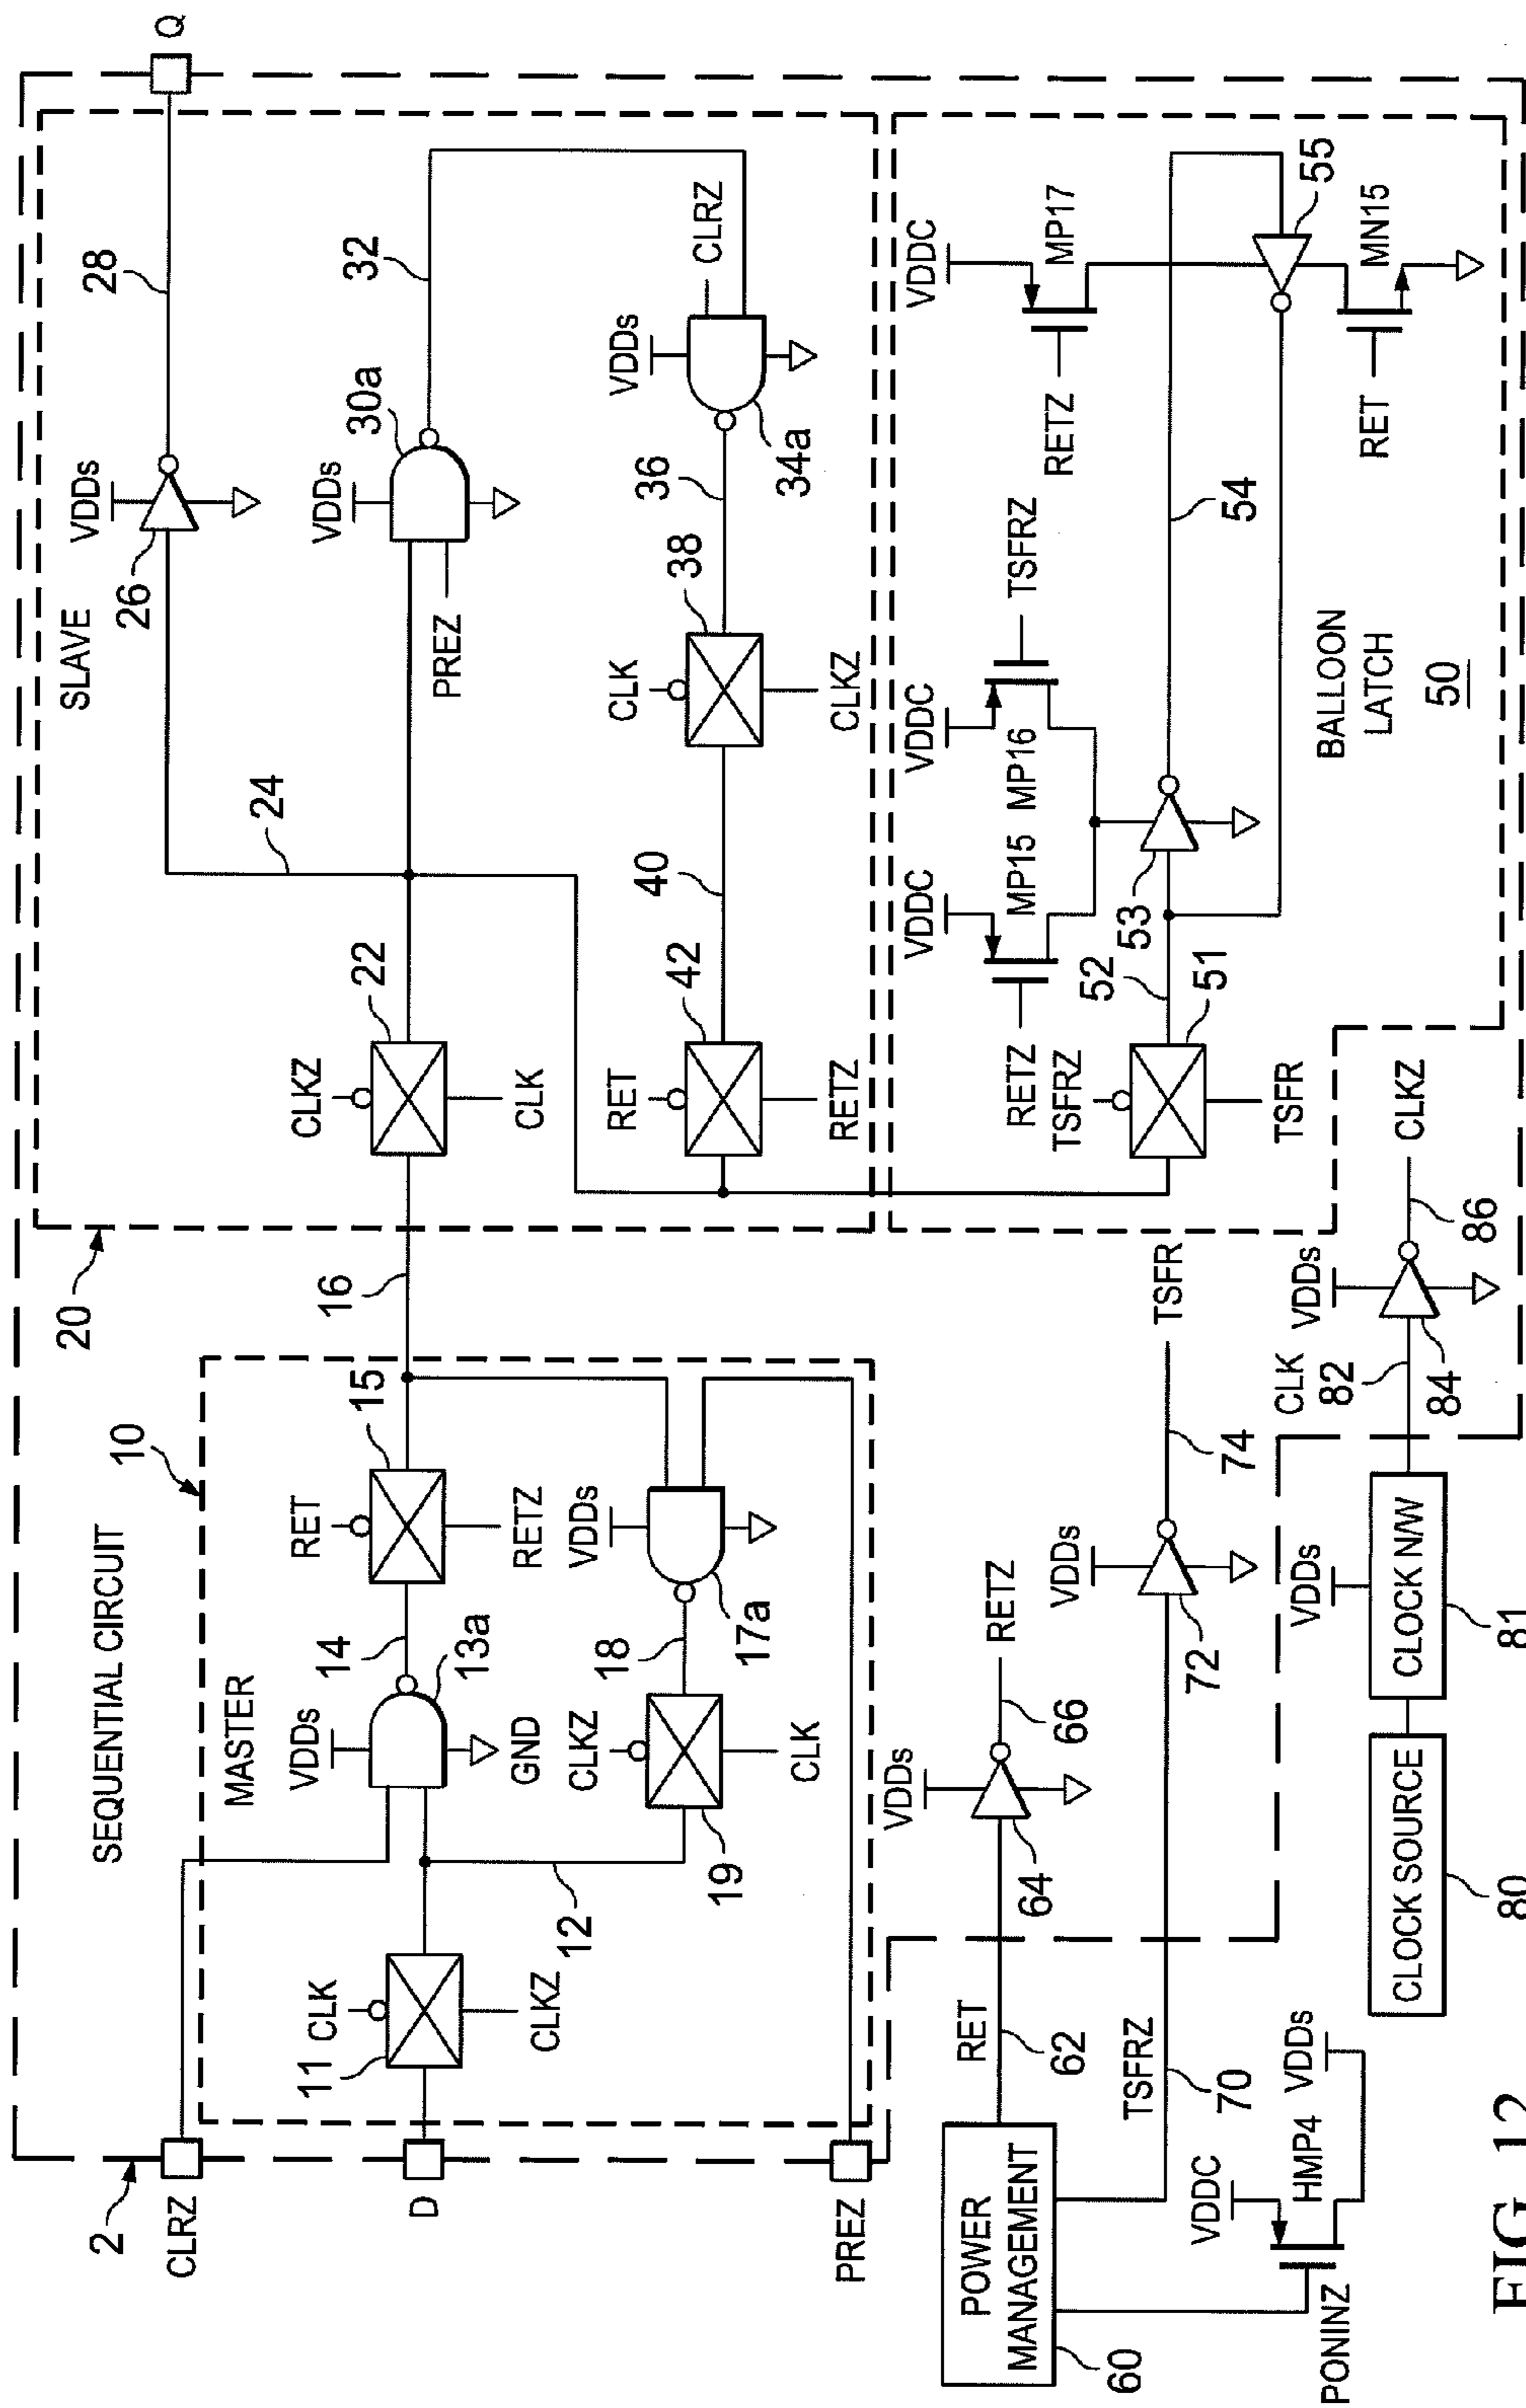 SEQUENTIAL CIRCUIT
2
CLRZ
D
PREZ
10
MASTER
VDDs
GND
13a
14
15
RET
RETZ
11
CLK
CLKZ
12
CLKZ
CLK
19
18
17a
VDDs
16
20
SLAVE
CLKZ
22
CLK
24
VDDs
26
28
Q
VDDs
30a
PREZ
32
RET
42
RETZ
40
CLK
38
CLKZ
36
VDDs
34a
CLRZ
VDDC
VDDC
VDDC
MP15
MP16
MP17
RETZ
TSFRZ
RETZ
TSFRZ
TSFR
51
52
53
54
55
RET
MN15
BALLOON
LATCH
50
POWER
MANAGEMENT
60
RET
62
VDDs
64
66
RETZ
TSFRZ
70
VDDs
72
74
TSFR
PONINZ
VDDC
HMP4
VDDs
CLOCK SOURCE
80
VDDs
CLOCK N/W
81
CLK
82
VDDs
84
86
CLKZ
FIG. 12